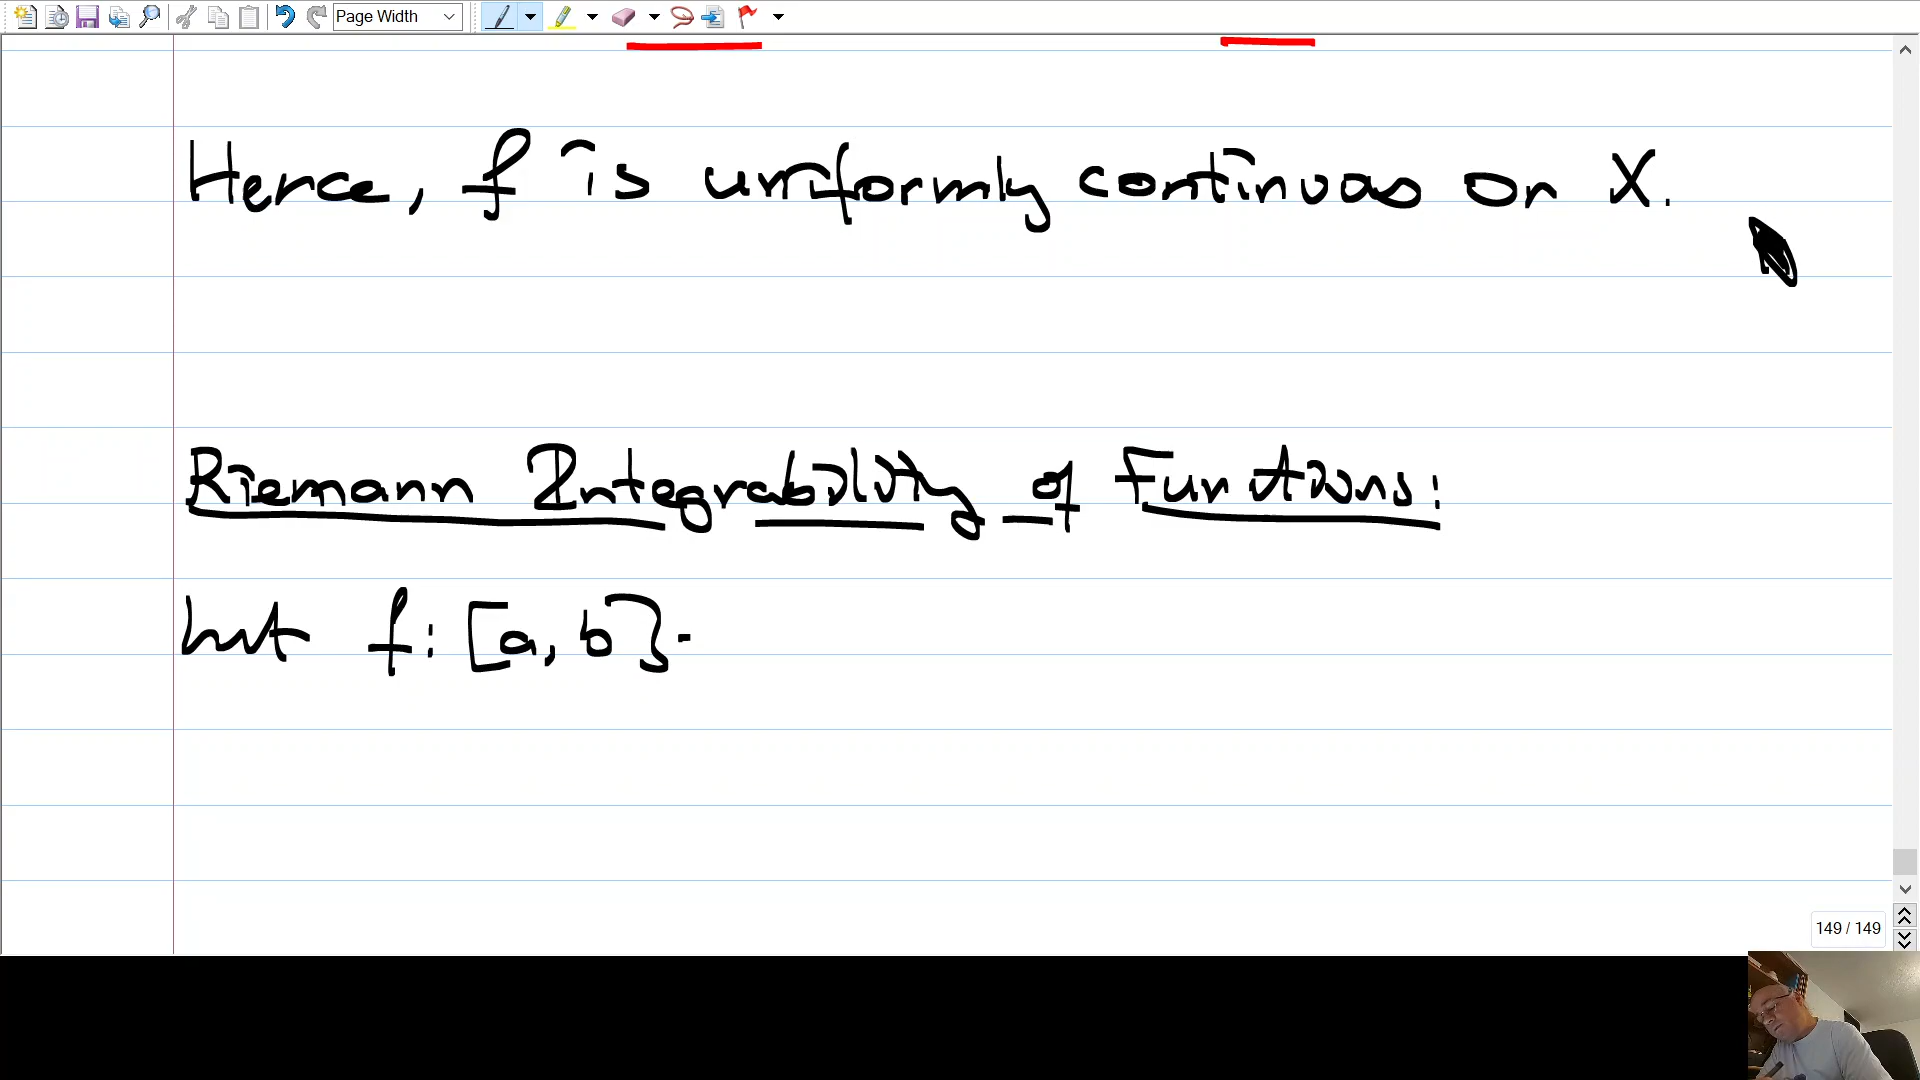 Page Width
Hence, f is uniformly continuous on X.
Riemann Integrability of Functions:
Let f: [a, b]-
149 / 149